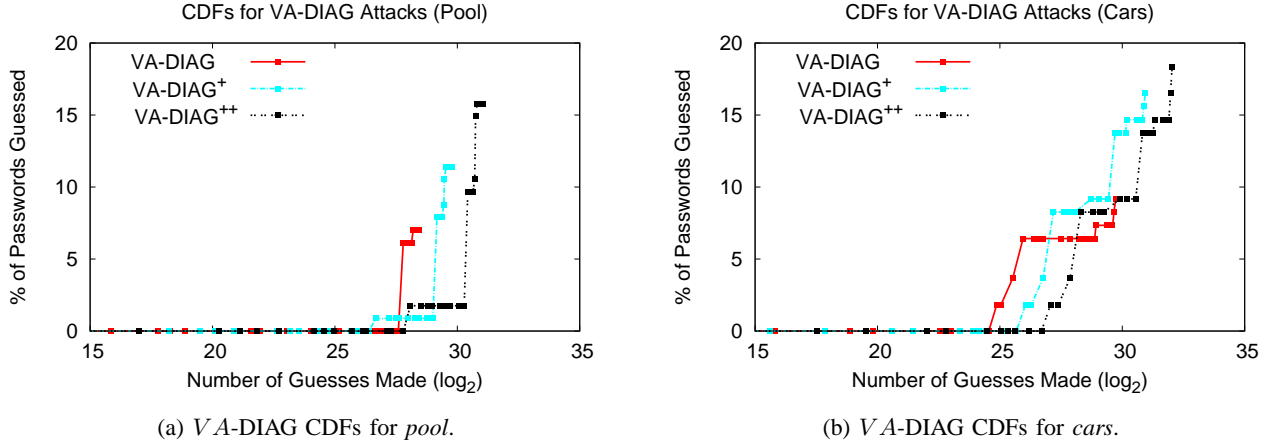 CDFs for VA-DIAG Attacks (Pool)
20
15
10
5
0
15 20 25 30 35
% of Passwords Guessed
Number of Guesses Made (log2)
VA-DIAG
VA-DIAG+
VA-DIAG++
(a) VA-DIAG CDFs for pool.
CDFs for VA-DIAG Attacks (Cars)
20
15
10
5
0
15 20 25 30 35
% of Passwords Guessed
Number of Guesses Made (log2)
VA-DIAG
VA-DIAG+
VA-DIAG++
(b) VA-DIAG CDFs for cars.